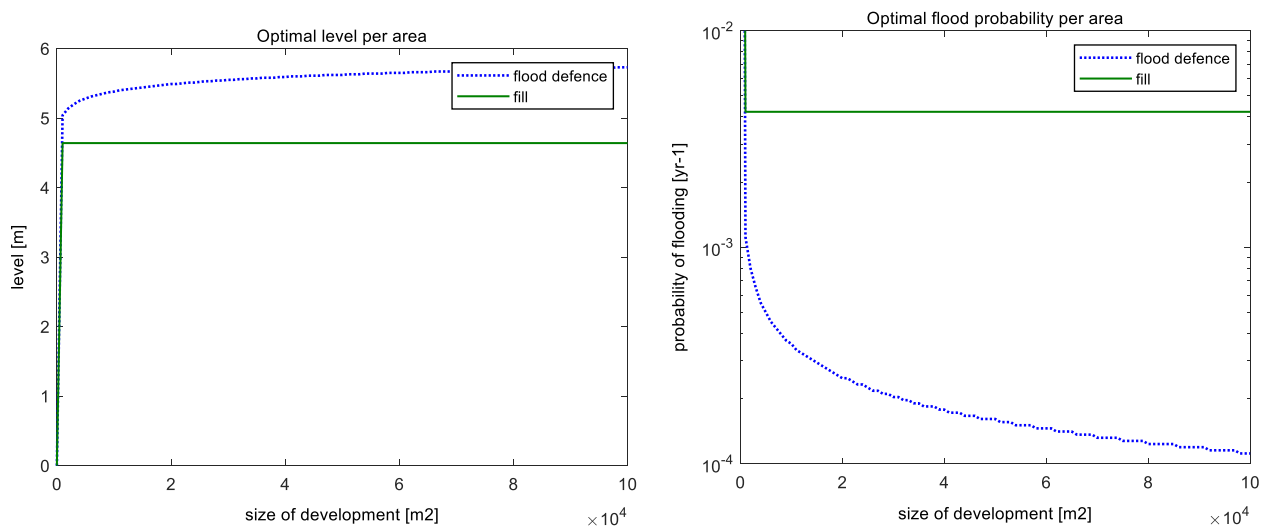 Optimal level per area
6
5
4
3
2
1
0
level [m]
flood defence
fill
0 2 4 6 8 10
size of development [m2]
×10^4
Optimal flood probability per area
10^-2
10^-3
10^-4
probability of flooding [yr-1]
flood defence
fill
0 2 4 6 8 10
size of development [m2]
×10^4